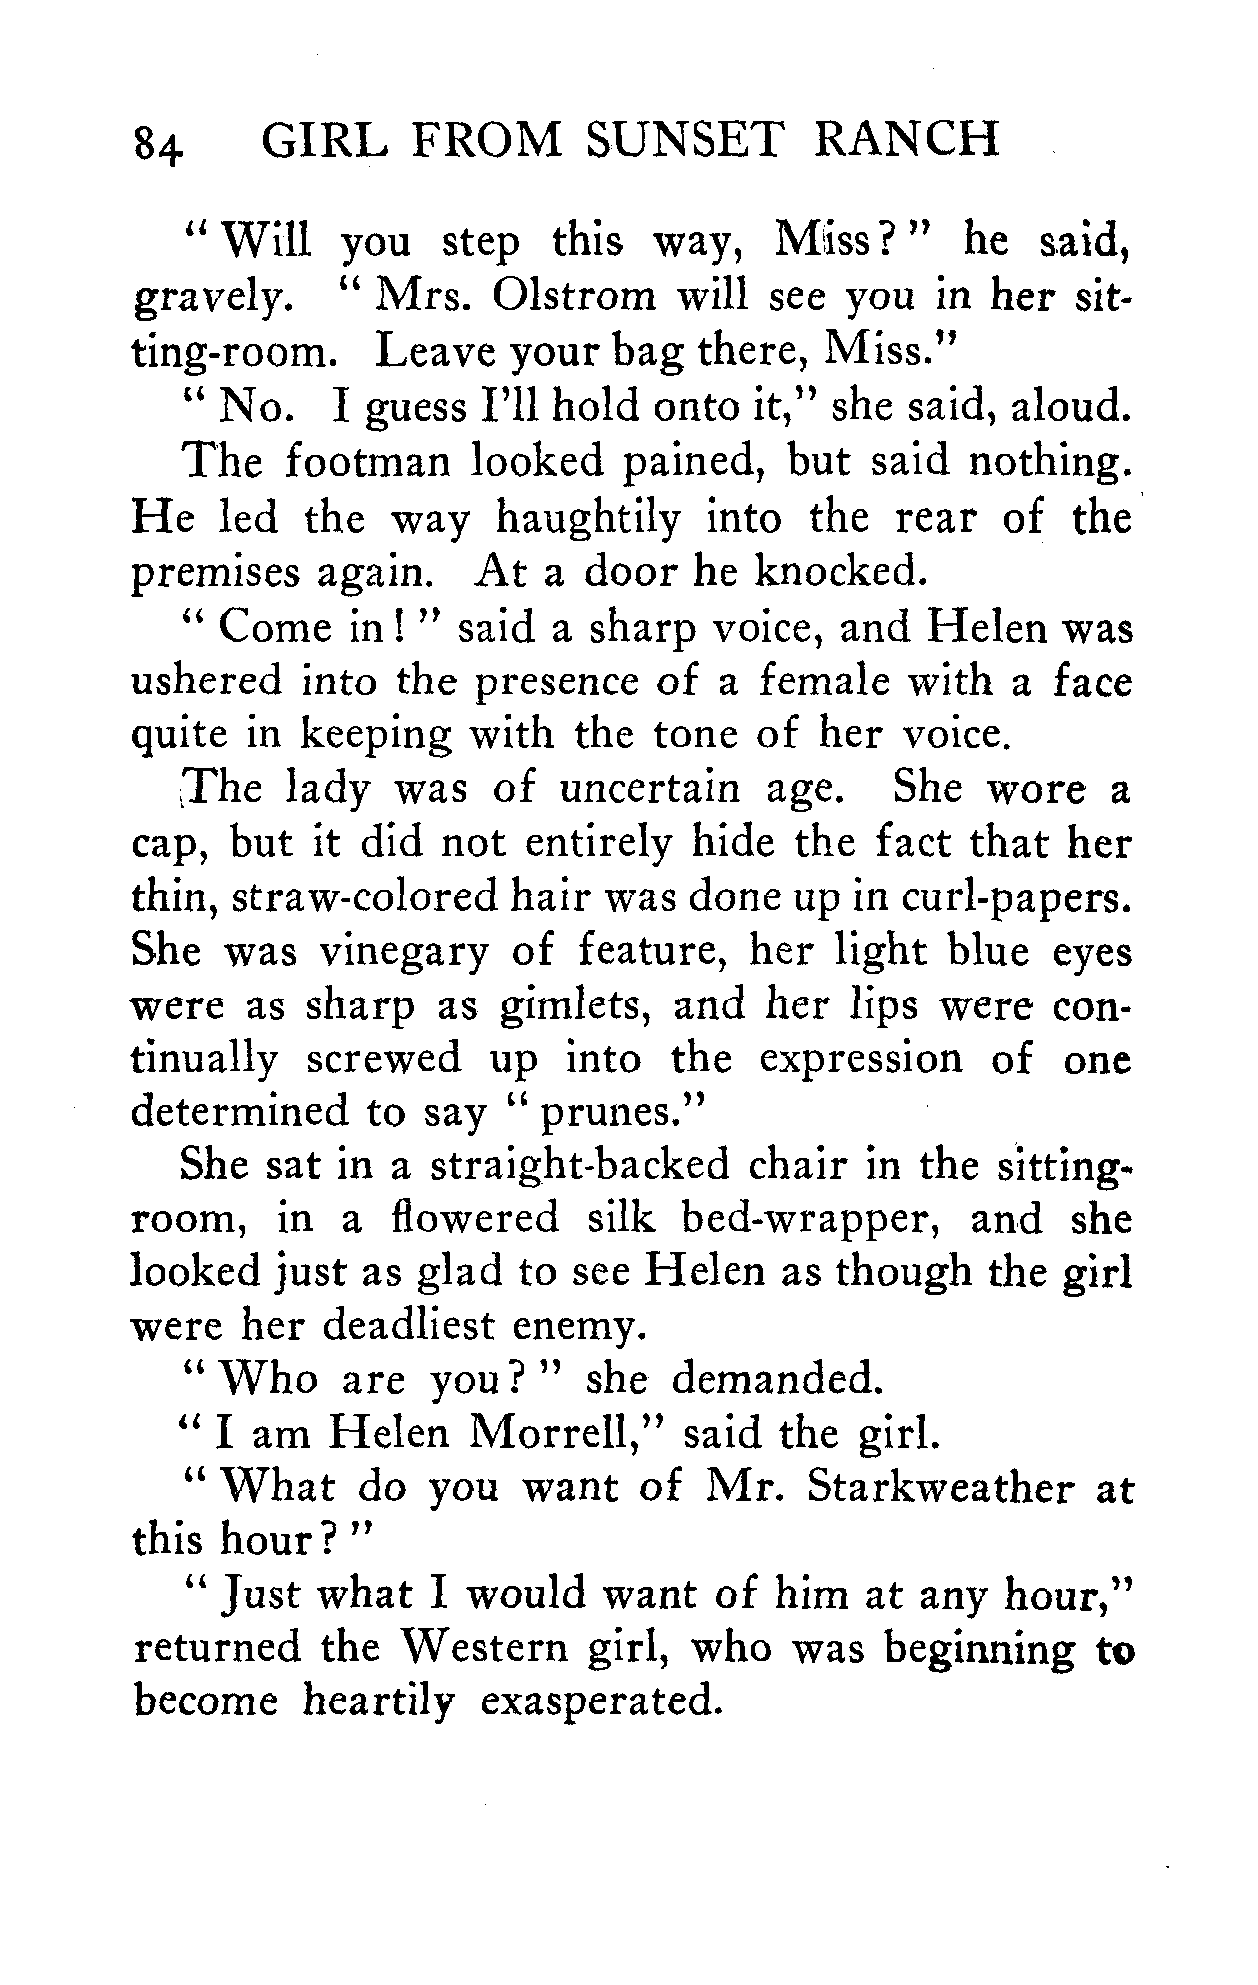 84 GIRL FROM SUNSET RANCH
" Will you step this way, Miss? " he said,
gravely. " Mrs. Olstrom will see you in her sit-
ting-room. Leave your bag there, Miss."
" No. I guess I'll hold onto it," she said, aloud.
The footman looked pained, but said nothing.
He led the way haughtily into the rear of the
premises again. At a door he knocked.
" Come in! " said a sharp voice, and Helen was
ushered into the presence of a female with a face
quite in keeping with the tone of her voice.
The lady was of uncertain age. She wore a
cap, but it did not entirely hide the fact that her
thin, straw-colored hair was done up in curl-papers.
She was vinegary of feature, her light blue eyes
were as sharp as gimlets, and her lips were con-
tinually screwed up into the expression of one
determined to say " prunes."
She sat in a straight-backed chair in the sitting-
room, in a flowered silk bed-wrapper, and she
looked just as glad to see Helen as though the girl
were her deadliest enemy.
" Who are you? " she demanded.
" I am Helen Morrell," said the girl.
" What do you want of Mr. Starkweather at
this hour? "
" Just what I would want of him at any hour,"
returned the Western girl, who was beginning to
become heartily exasperated.